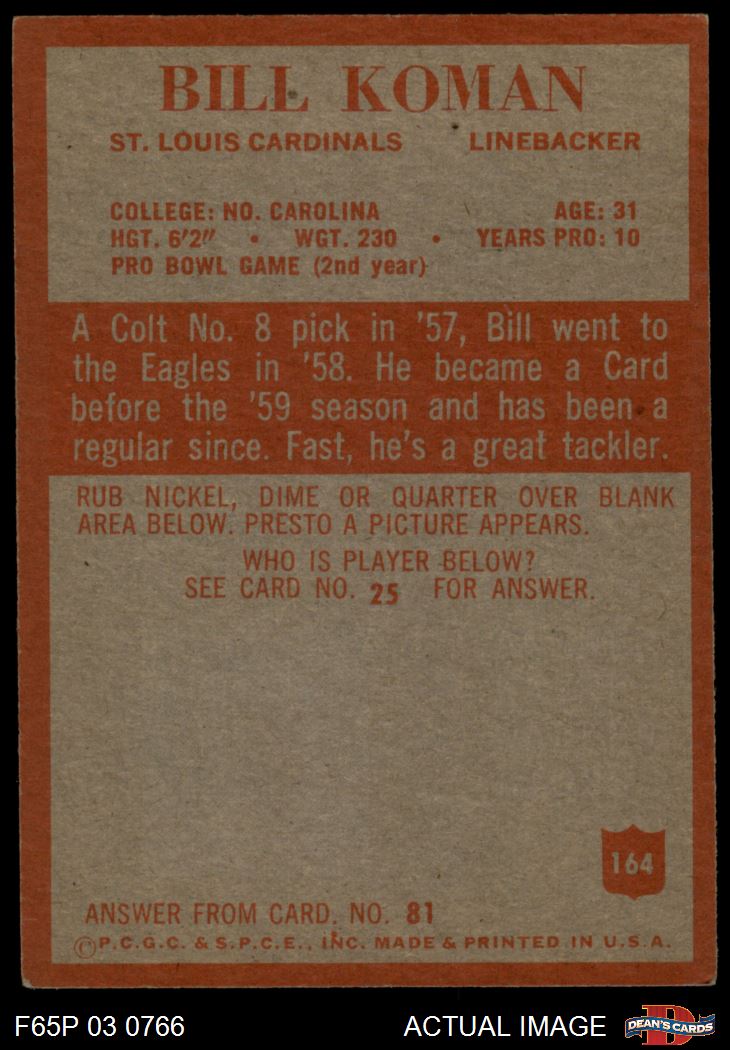 BILL KOMAN
ST. LOUIS CARDINALS LINEBACKER
COLLEGE: NO. CAROLINA AGE: 31
HGT. 6'2" • WGT. 230 • YEARS PRO: 10
PRO BOWL GAME (2nd year)
A Colt No. 8 pick in '57, Bill went to
the Eagles in '58. He became a Card
before the '59 season and has been a
regular since. Fast, he's a great tackler.
RUB NICKEL, DIME OR QUARTER OVER BLANK
AREA BELOW. PRESTO A PICTURE APPEARS.
WHO IS PLAYER BELOW?
SEE CARD NO. 25 FOR ANSWER.
164
ANSWER FROM CARD. NO. 81
©P.C.G.C. & S.P.C.E., INC. MADE & PRINTED IN U.S.A.
F65P 03 0766 ACTUAL IMAGE
D
DEAN'S CARDS